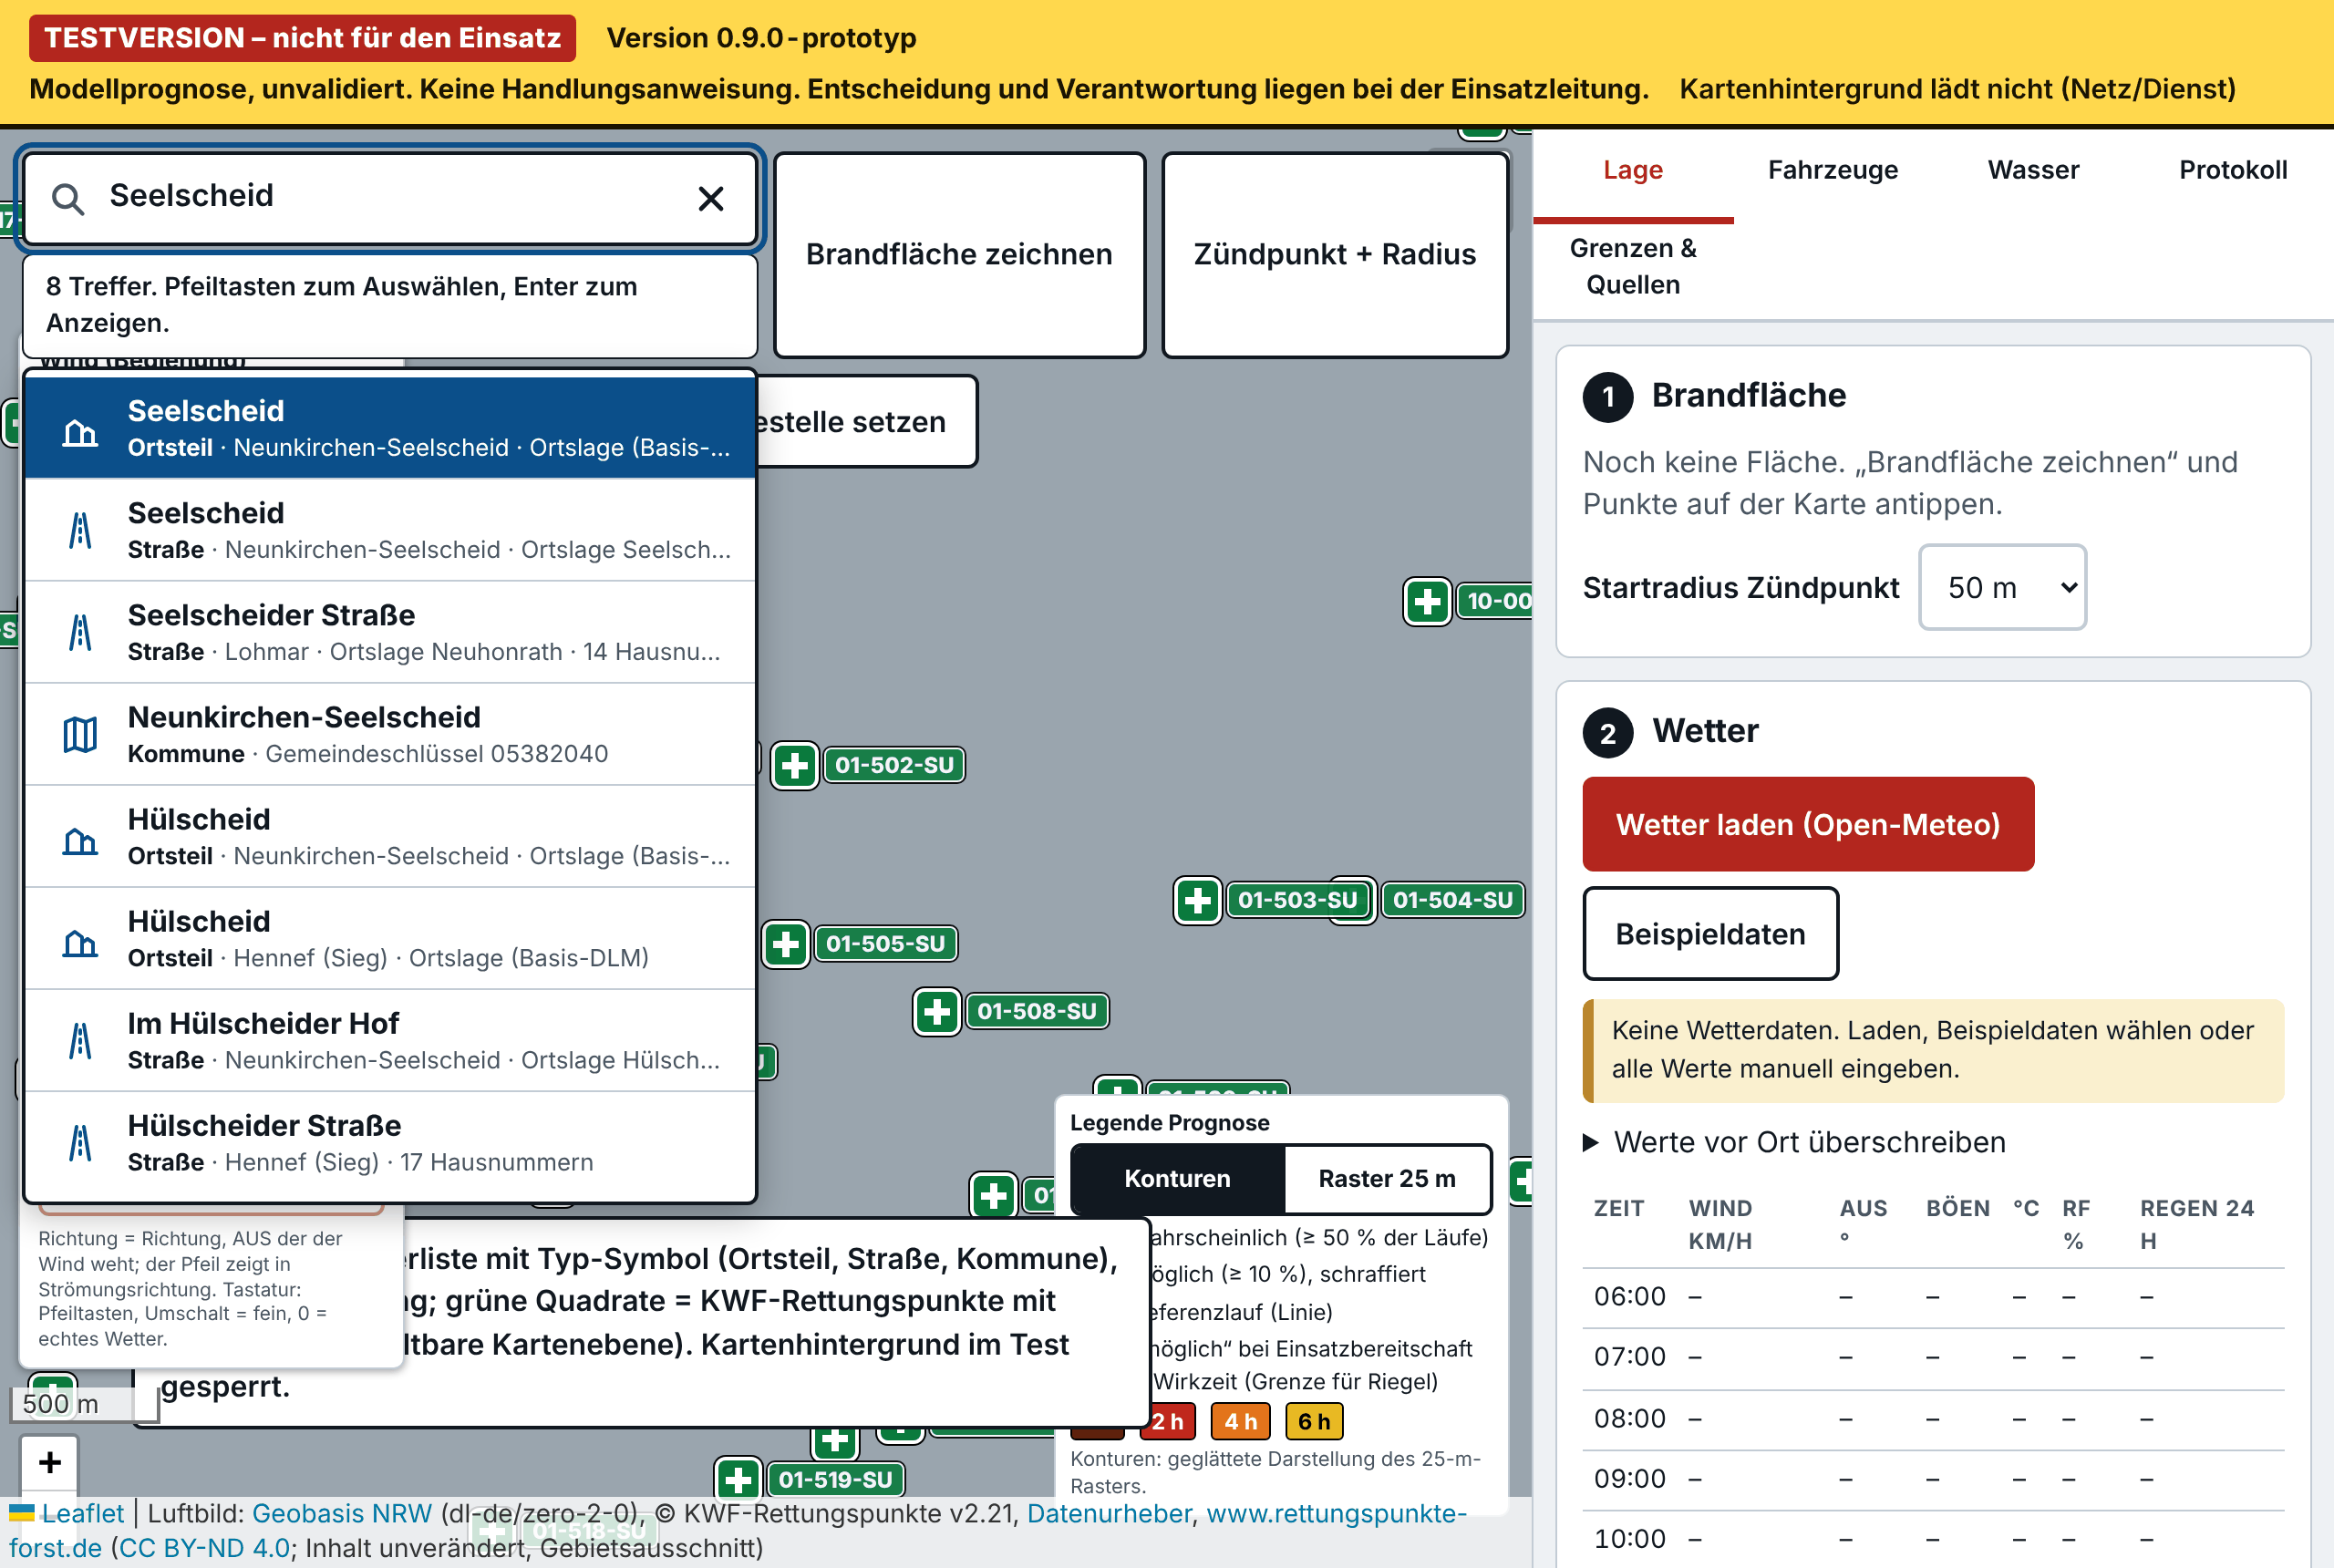 TESTVERSION – nicht für den Einsatz
Version 0.9.0-prototyp
Modellprognose, unvalidiert. Keine Handlungsanweisung. Entscheidung und Verantwortung liegen bei der Einsatzleitung.
Kartenhintergrund lädt nicht (Netz/Dienst)
Seelscheid
8 Treffer. Pfeiltasten zum Auswählen, Enter zum
Anzeigen.
Wind (Bedienung)
Seelscheid
Ortsteil · Neunkirchen-Seelscheid · Ortslage (Basis-...
Seelscheid
Straße · Neunkirchen-Seelscheid · Ortslage Seelsch...
Seelscheider Straße
Straße · Lohmar · Ortslage Neuhonrath · 14 Hausnu...
Neunkirchen-Seelscheid
Kommune · Gemeindeschlüssel 05382040
Hülscheid
Ortsteil · Neunkirchen-Seelscheid · Ortslage (Basis-...
Hülscheid
Ortsteil · Hennef (Sieg) · Ortslage (Basis-DLM)
Im Hülscheider Hof
Straße · Neunkirchen-Seelscheid · Ortslage Hülsch...
Hülscheider Straße
Straße · Hennef (Sieg) · 17 Hausnummern
Richtung = Richtung, AUS der der
Wind weht; der Pfeil zeigt in
Strömungsrichtung. Tastatur:
Pfeiltasten, Umschalt = fein, 0 =
echtes Wetter.
Brandfläche zeichnen
Zündpunkt + Radius
estelle setzen
10-00
01-502-SU
01-503-SU
01-504-SU
01-505-SU
01-508-SU
01-519-SU
01-518-SU
erliste mit Typ-Symbol (Ortsteil, Straße, Kommune),
ng; grüne Quadrate = KWF-Rettungspunkte mit
ltbare Kartenebene). Kartenhintergrund im Test
gesperrt.
Legende Prognose
Konturen
Raster 25 m
ahrscheinlich (≥ 50 % der Läufe)
öglich (≥ 10 %), schraffiert
eferenzlauf (Linie)
möglich“ bei Einsatzbereitschaft
Wirkzeit (Grenze für Riegel)
2 h
4 h
6 h
Konturen: geglättete Darstellung des 25-m-
Rasters.
500 m
+
Leaflet | Luftbild: Geobasis NRW (dl-de/zero-2-0), © KWF-Rettungspunkte v2.21, Datenurheber, www.rettungspunkte-
forst.de (CC BY-ND 4.0; Inhalt unverändert, Gebietsausschnitt)
Lage
Fahrzeuge
Wasser
Protokoll
Grenzen &
Quellen
1 Brandfläche
Noch keine Fläche. „Brandfläche zeichnen“ und
Punkte auf der Karte antippen.
Startradius Zündpunkt 50 m
2 Wetter
Wetter laden (Open-Meteo)
Beispieldaten
Keine Wetterdaten. Laden, Beispieldaten wählen oder
alle Werte manuell eingeben.
Werte vor Ort überschreiben
ZEIT WIND KM/H AUS ° BÖEN °C RF % REGEN 24 H
06:00 – – – – – –
07:00 – – – – – –
08:00 – – – – – –
09:00 – – – – – –
10:00 – – – – – –